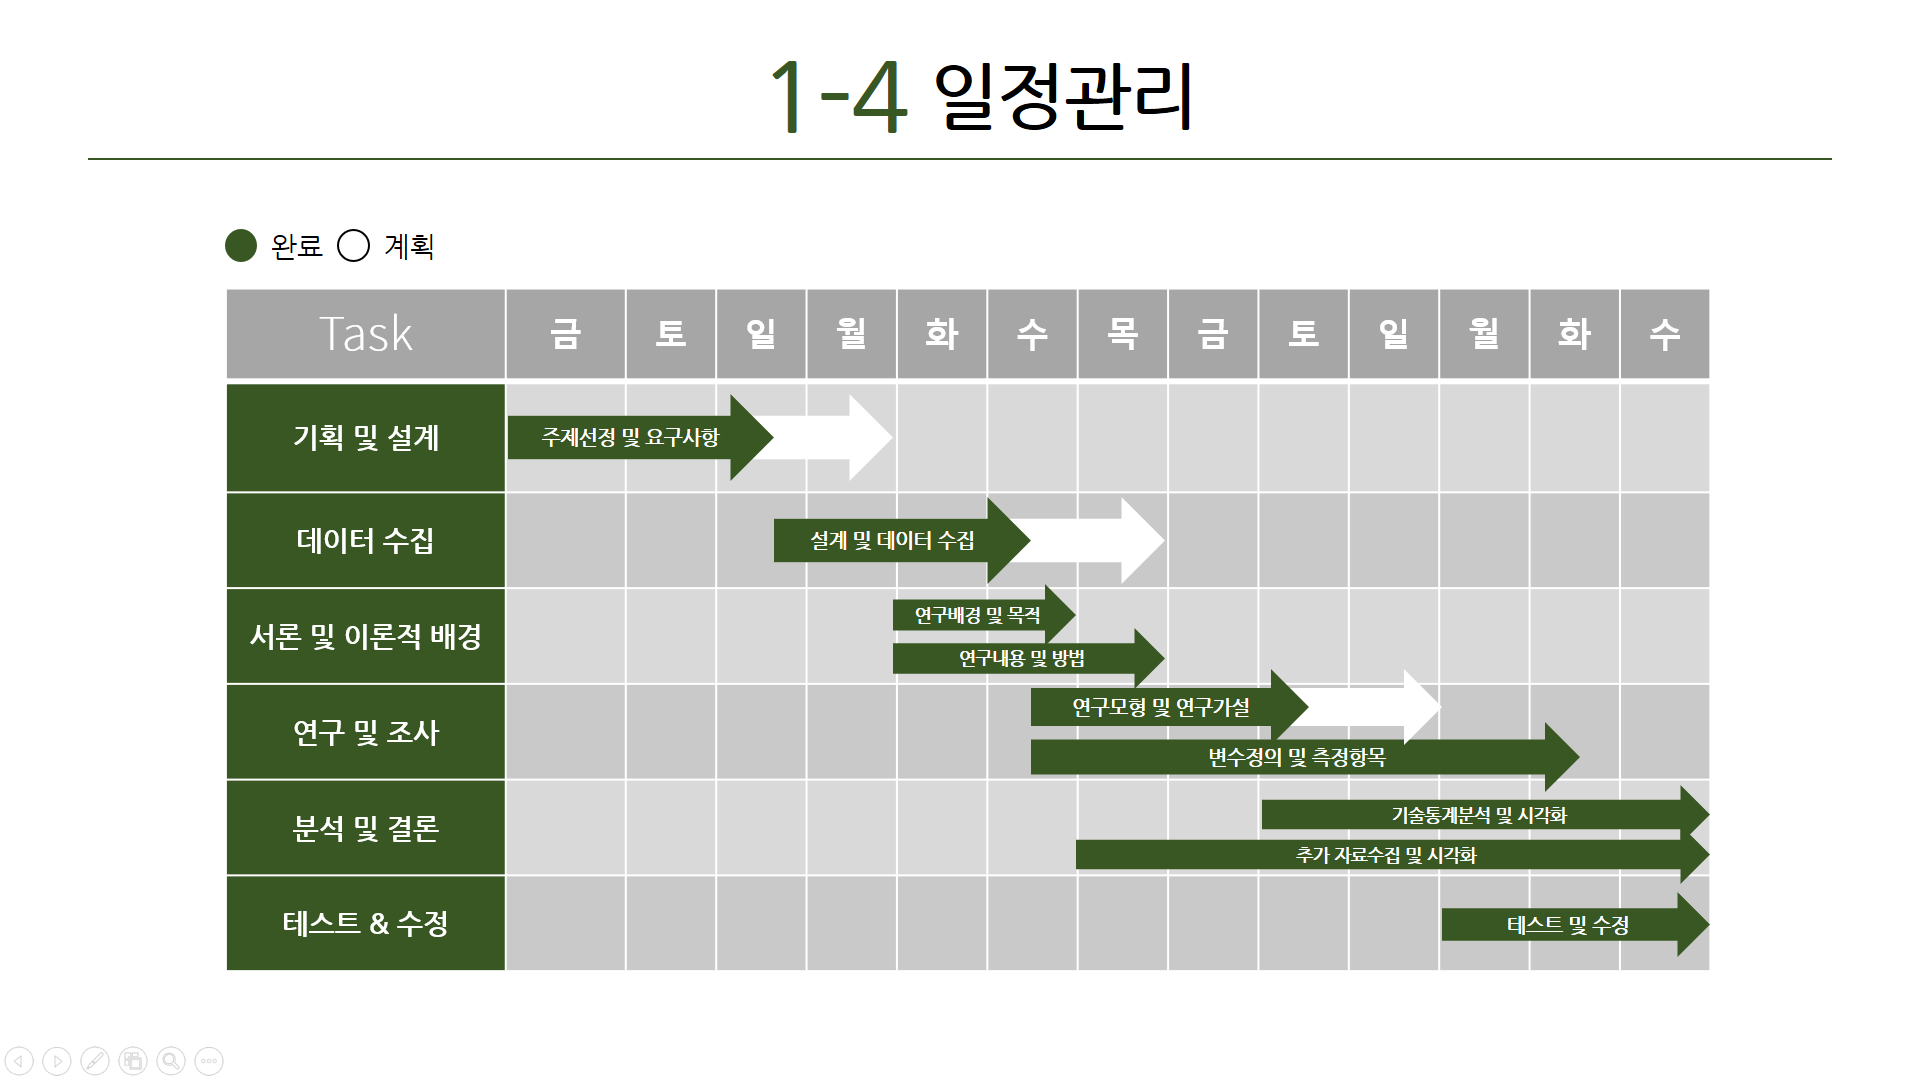 1-4 일정관리
완료 계획
Task 금 토 일 월 화 수 목 금 토 일 월 화 수
기획 및 설계 주제선정 및 요구사항
데이터 수집 설계 및 데이터 수집
서론 및 이론적 배경 연구배경 및 목적
연구내용 및 방법
연구 및 조사 연구모형 및 연구가설
변수정의 및 측정항목
분석 및 결론 기술통계분석 및 시각화
추가 자료수집 및 시각화
테스트 & 수정 테스트 및 수정